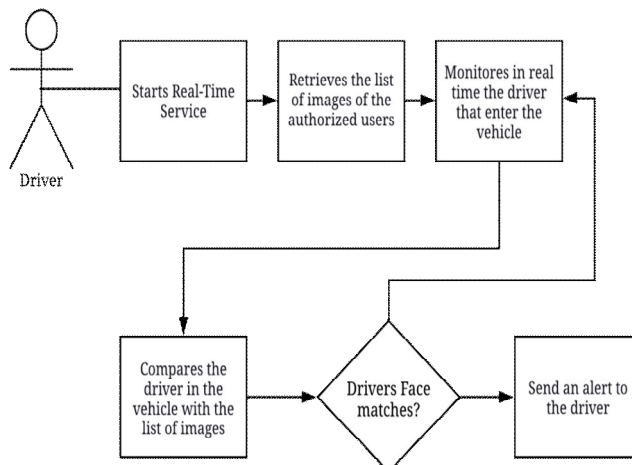 Starts Real-Time
Service
Retrieves the list
of images of the
authorized users
Monitores in real
time the driver
that enter the
vehicle
Driver
Compares the
driver in the
vehicle with the
list of images
Drivers Face
matches?
Send an alert to
the driver